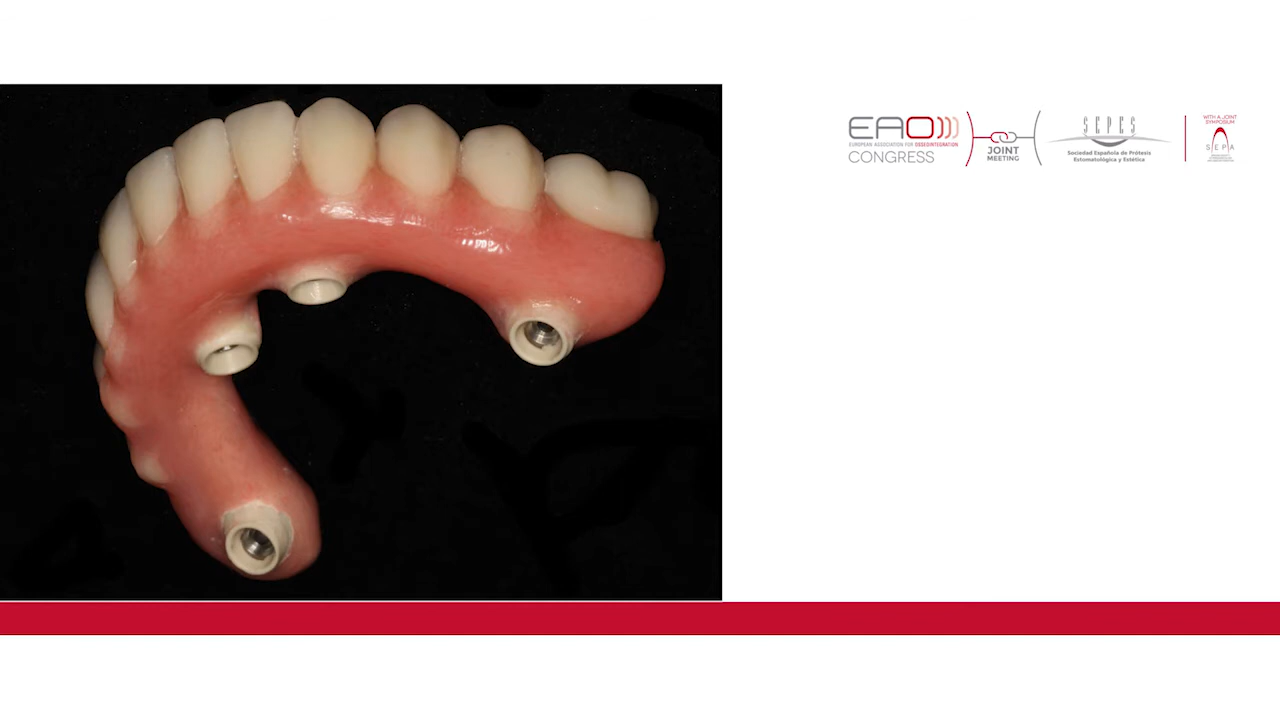 EAO
EUROPEAN ASSOCIATION FOR OSSEOINTEGRATION
CONGRESS
JOINT
MEETING
SEPES
Sociedad Española de Prótesis
Estomatológica y Estética
WITH A JOINT
SYMPOSIUM
SEPA